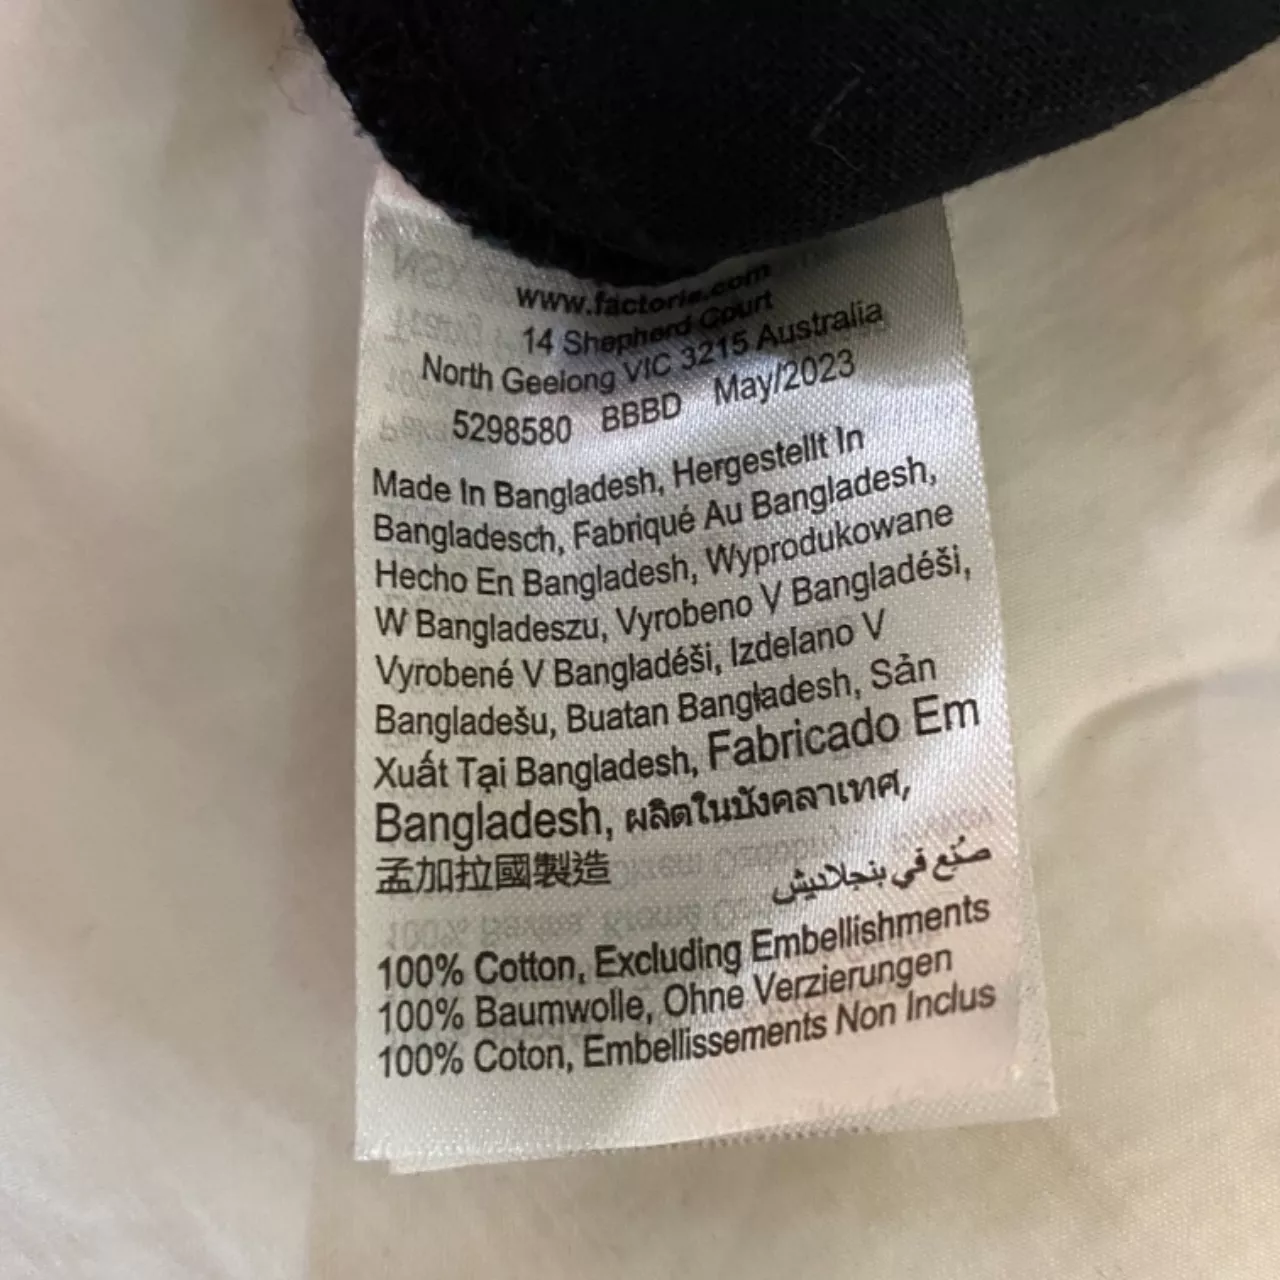 www.factorie.com
14 Shepherd Court
North Geelong VIC 3215 Australia
5298580 BBBD May/2023
Made In Bangladesh, Hergestellt In
Bangladesch, Fabriqué Au Bangladesh,
Hecho En Bangladesh, Wyprodukowane
W Bangladeszu, Vyrobeno V Bangladéši,
Vyrobené V Bangladéši, Izdelano V
Bangladešu, Buatan Bangladesh, Sản
Xuất Tại Bangladesh, Fabricado Em
Bangladesh, ผลิตในบังคลาเทศ,
孟加拉國製造 صُنع في بنجلاديش
100% Cotton, Excluding Embellishments
100% Baumwolle, Ohne Verzierungen
100% Coton, Embellissements Non Inclus